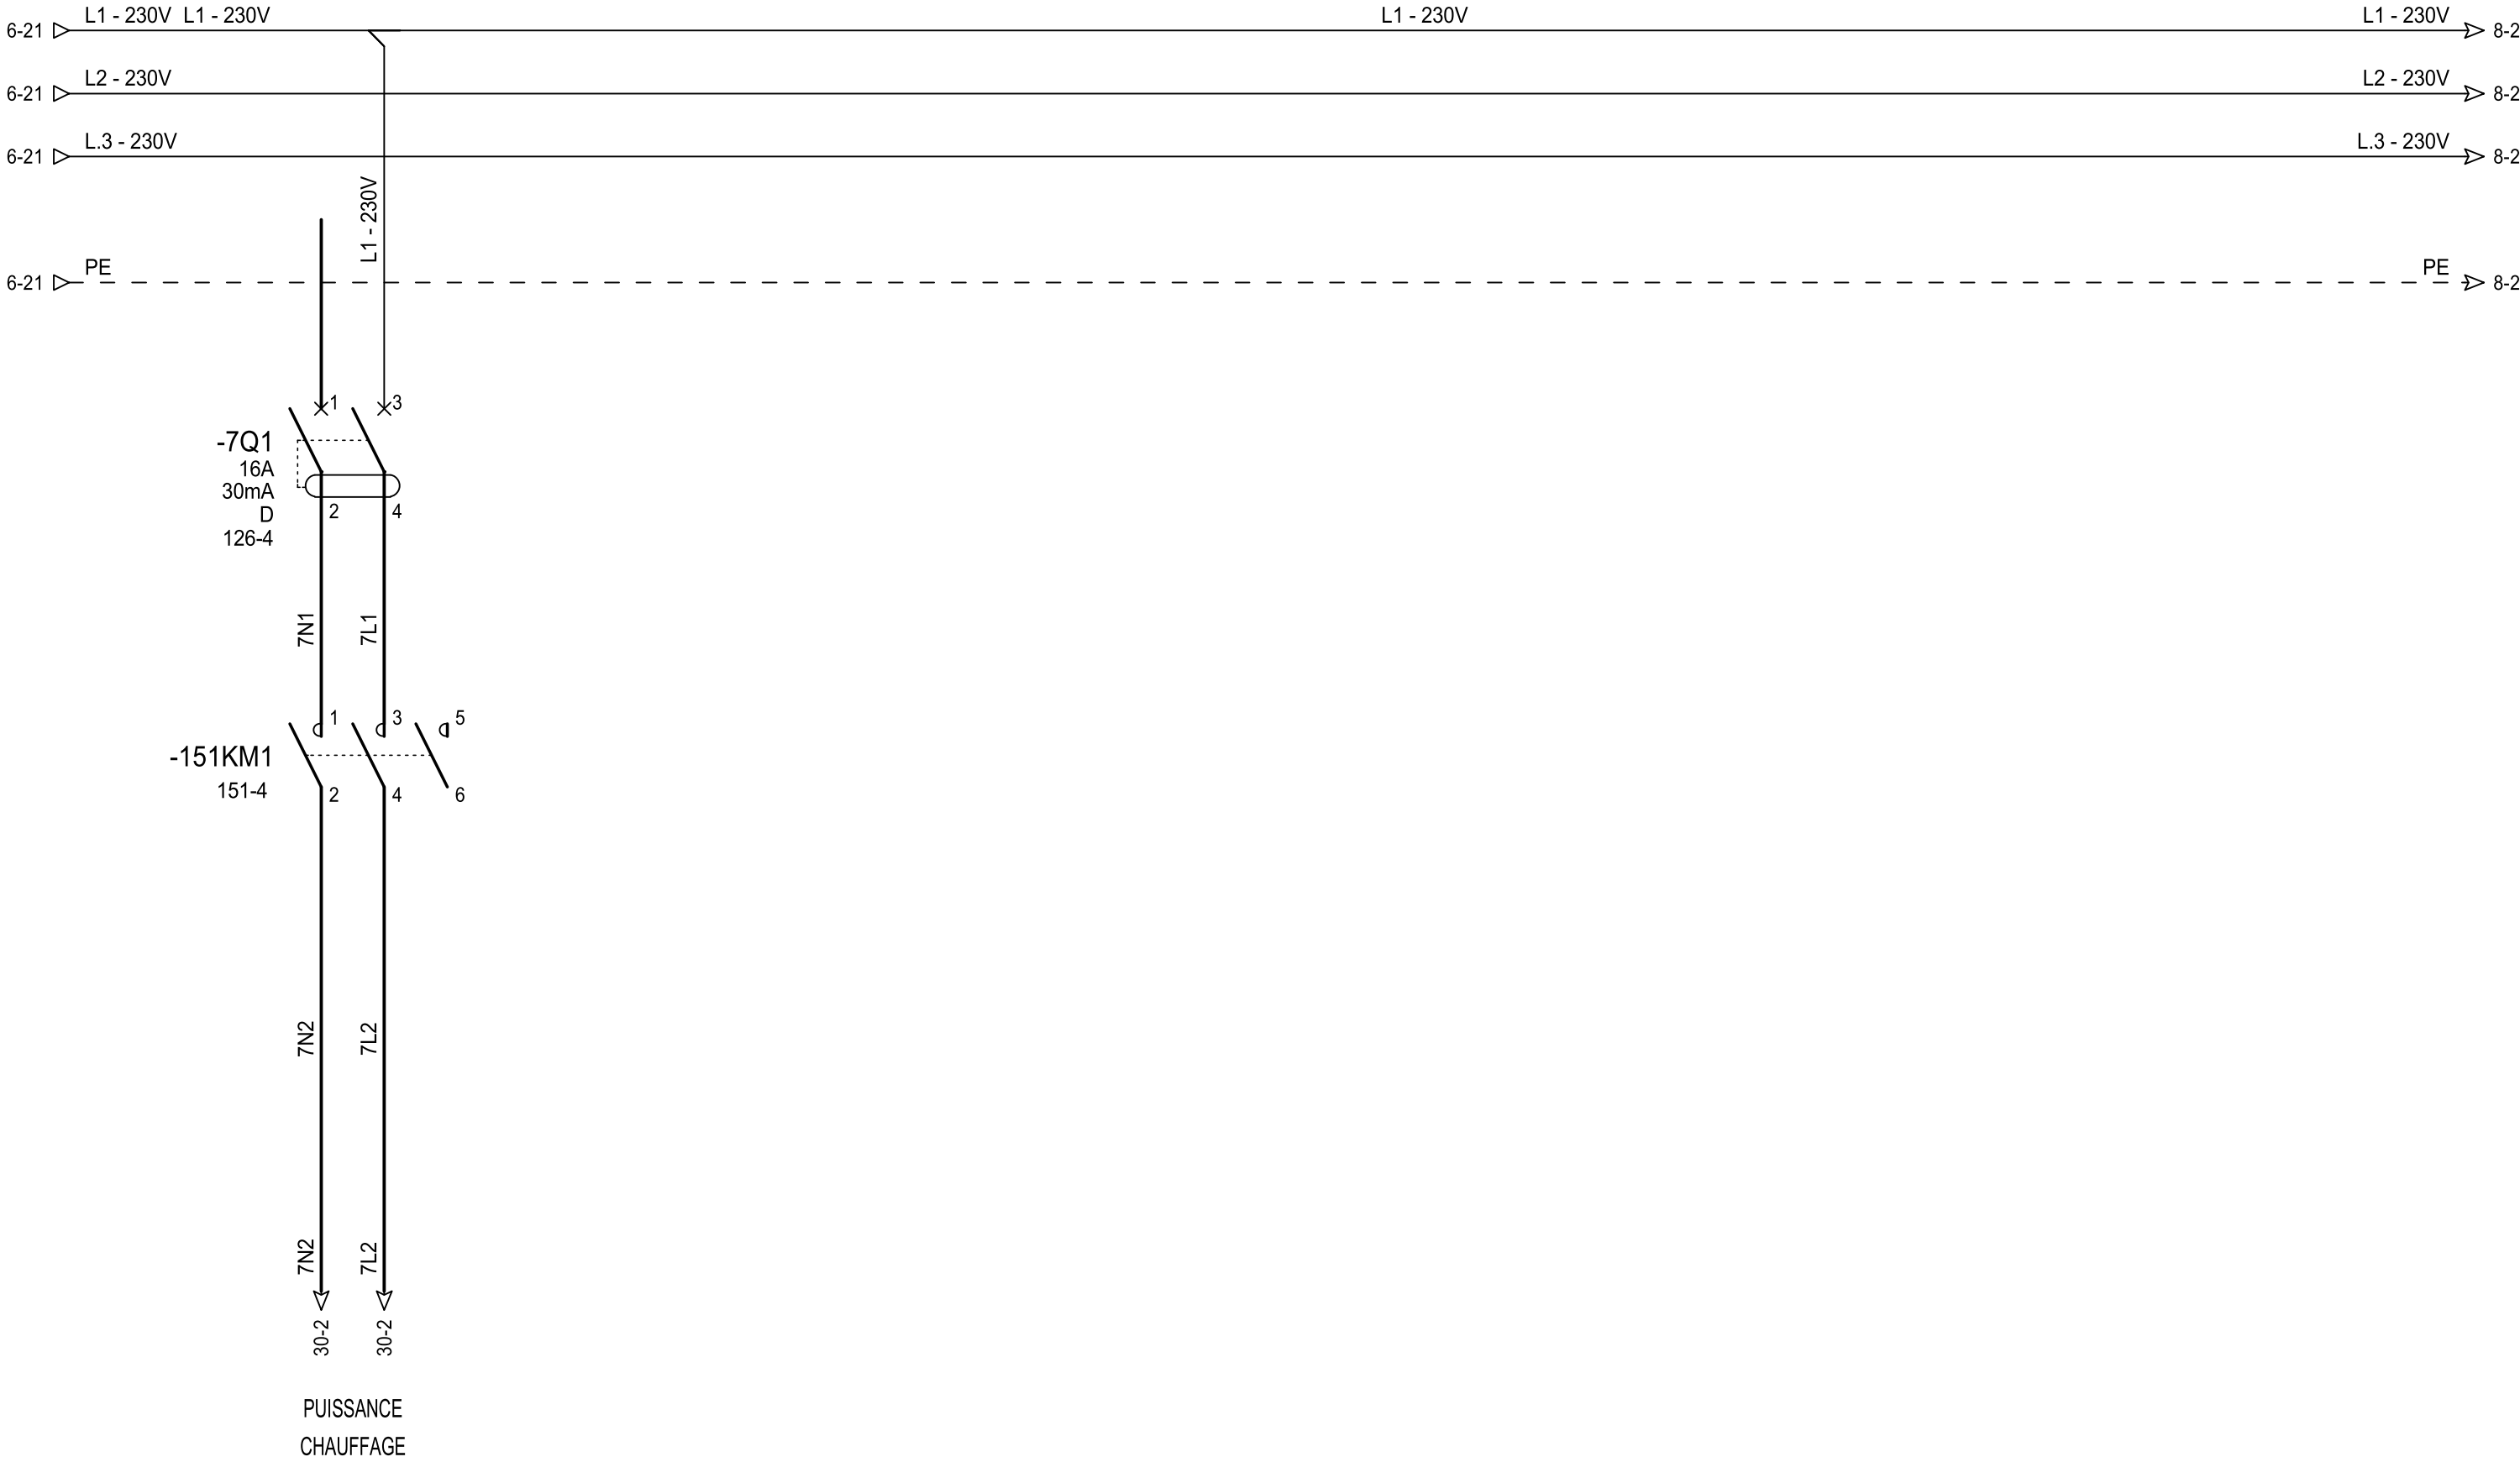 L1 - 230V L1 - 230V L1 - 230V L1 - 230V
6-21 8-2
L2 - 230V L2 - 230V
6-21 8-2
L.3 - 230V L.3 - 230V
6-21 8-2
L1 - 230V
PE PE
6-21 8-2
1 3
-7Q1
16A
30mA
D
126-4
2 4
7N1 7L1
1 3 5
-151KM1
151-4
2 4 6
7N2 7L2
7N2 7L2
30-2 30-2
PUISSANCE
CHAUFFAGE